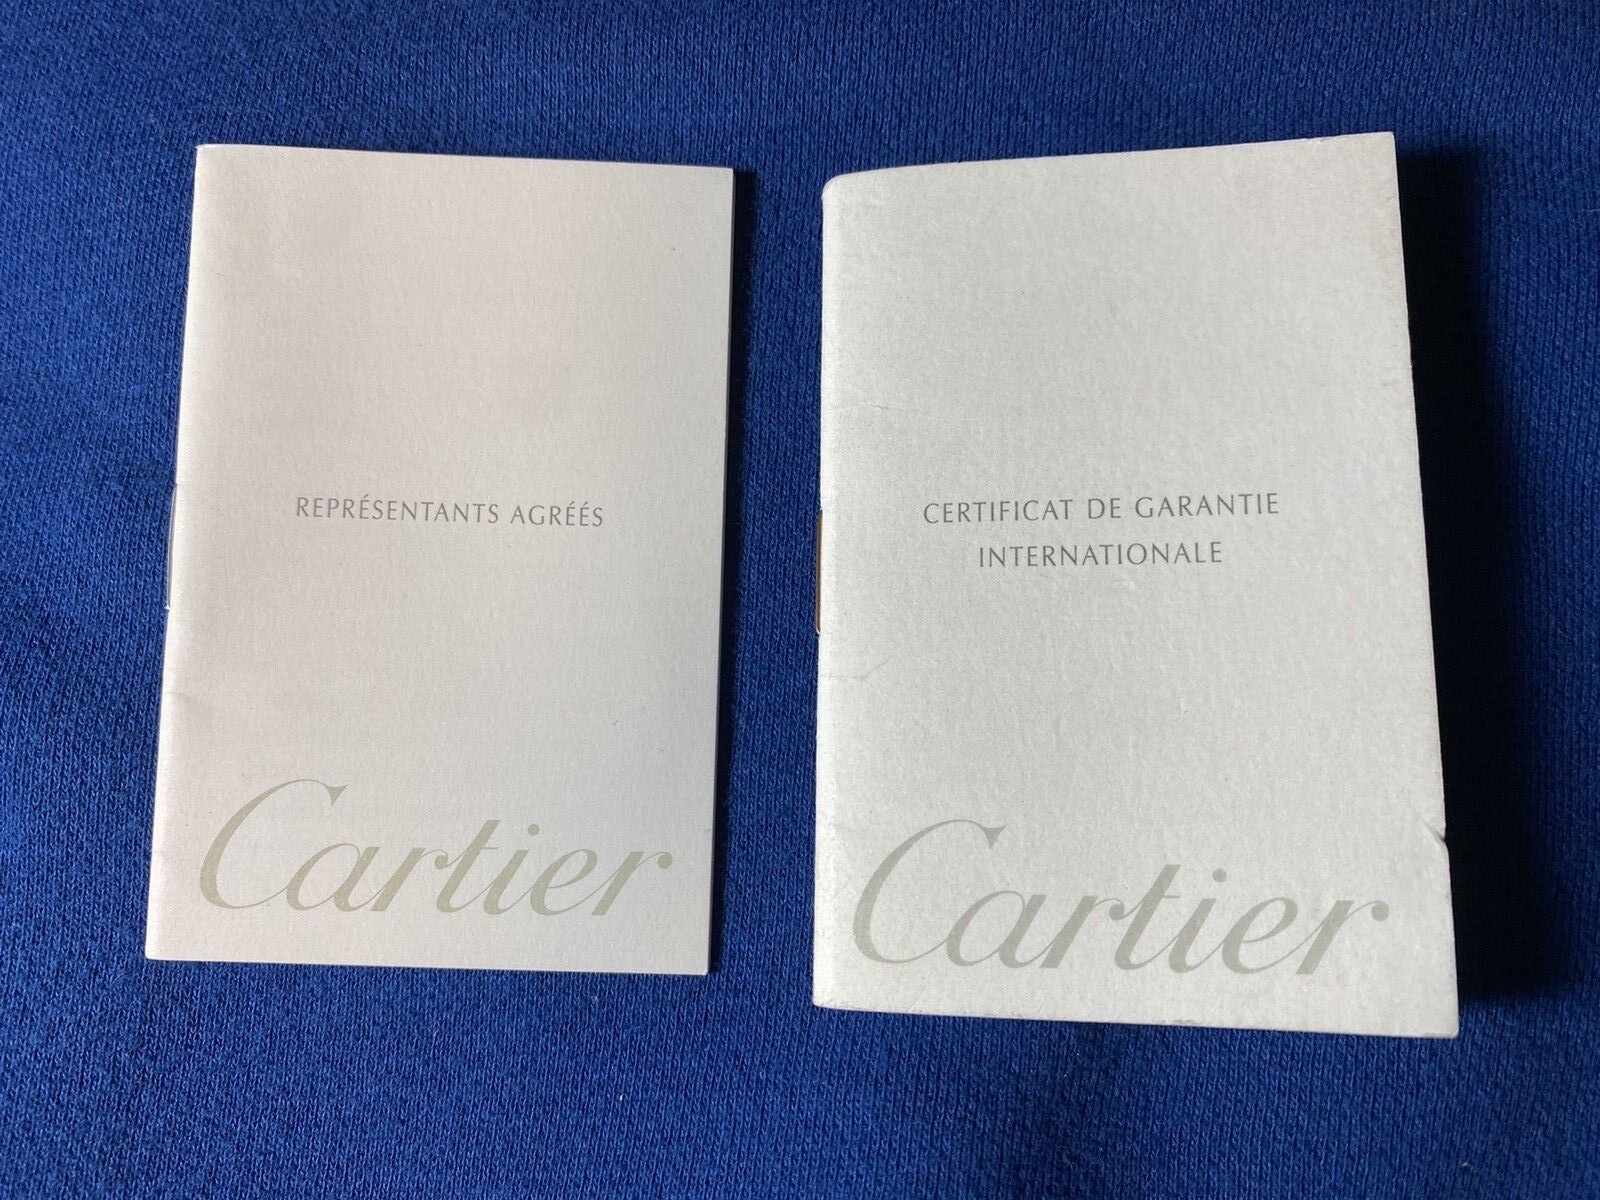 REPRÉSENTANTS AGRÉÉS
Cartier
CERTIFICAT DE GARANTIE
INTERNATIONALE
Cartier